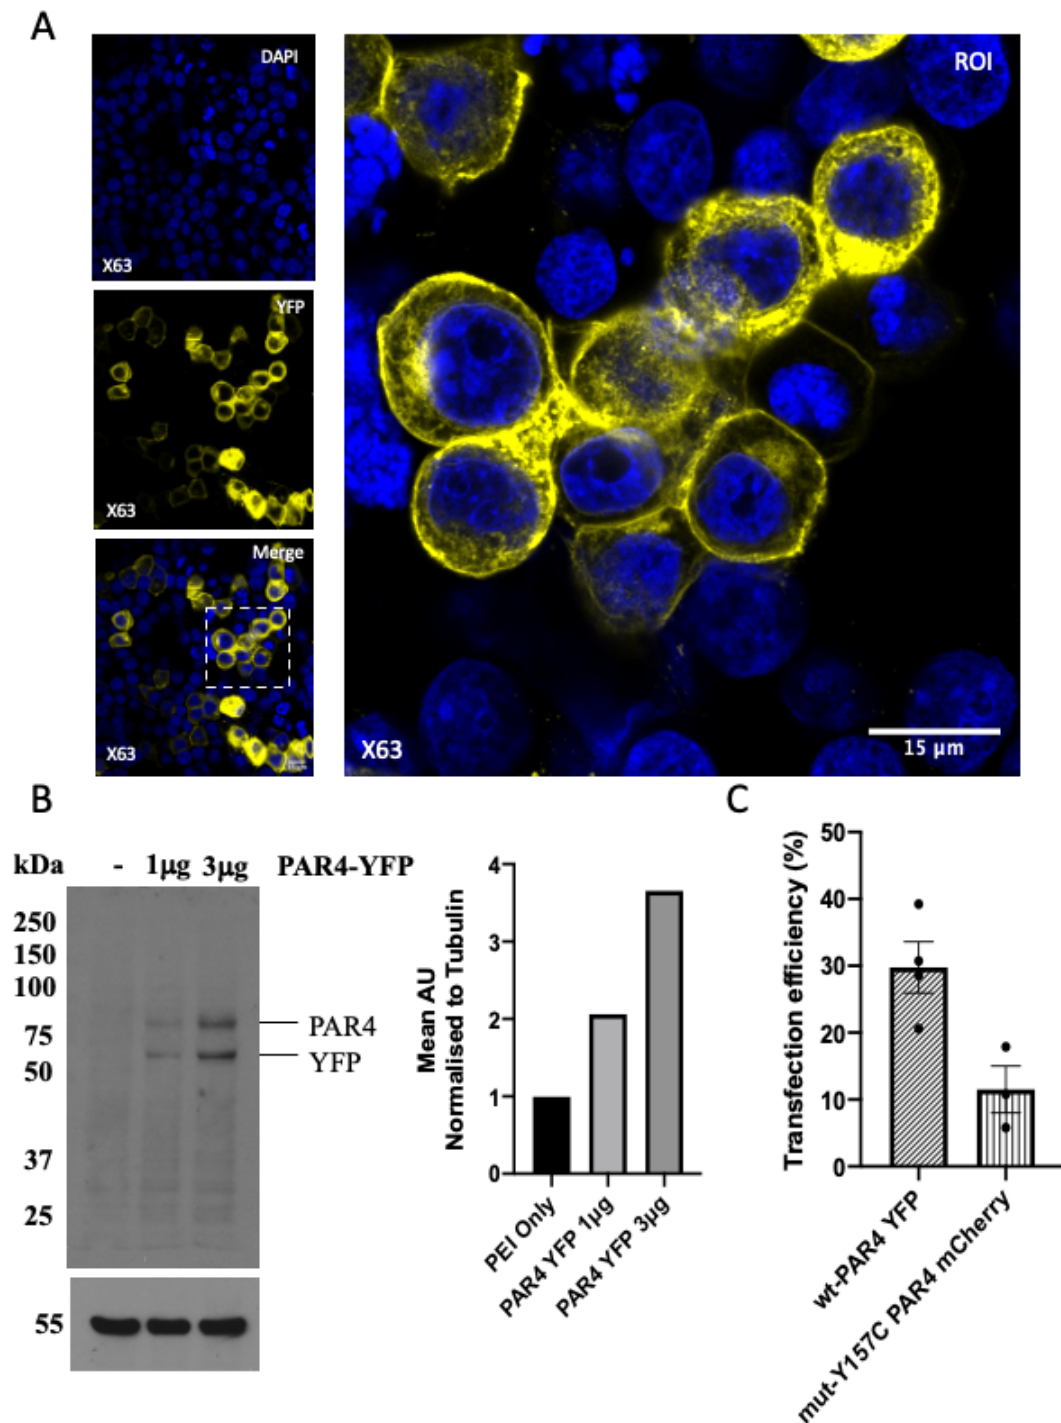 A
DAPI
X63
YFP
X63
Merge
X63
ROI
X63
15 μm
B
kDa - 1μg 3μg PAR4-YFP
250
150
100
75
50
37
25
55
PAR4
YFP
Mean AU
Normalised to Tubulin
4
3
2
1
0
PEI Only
PAR4 YFP 1μg
PAR4 YFP 3μg
C
Transfection efficiency (%)
50
40
30
20
10
0
wt-PAR4 YFP
mut-Y157C PAR4 mCherry